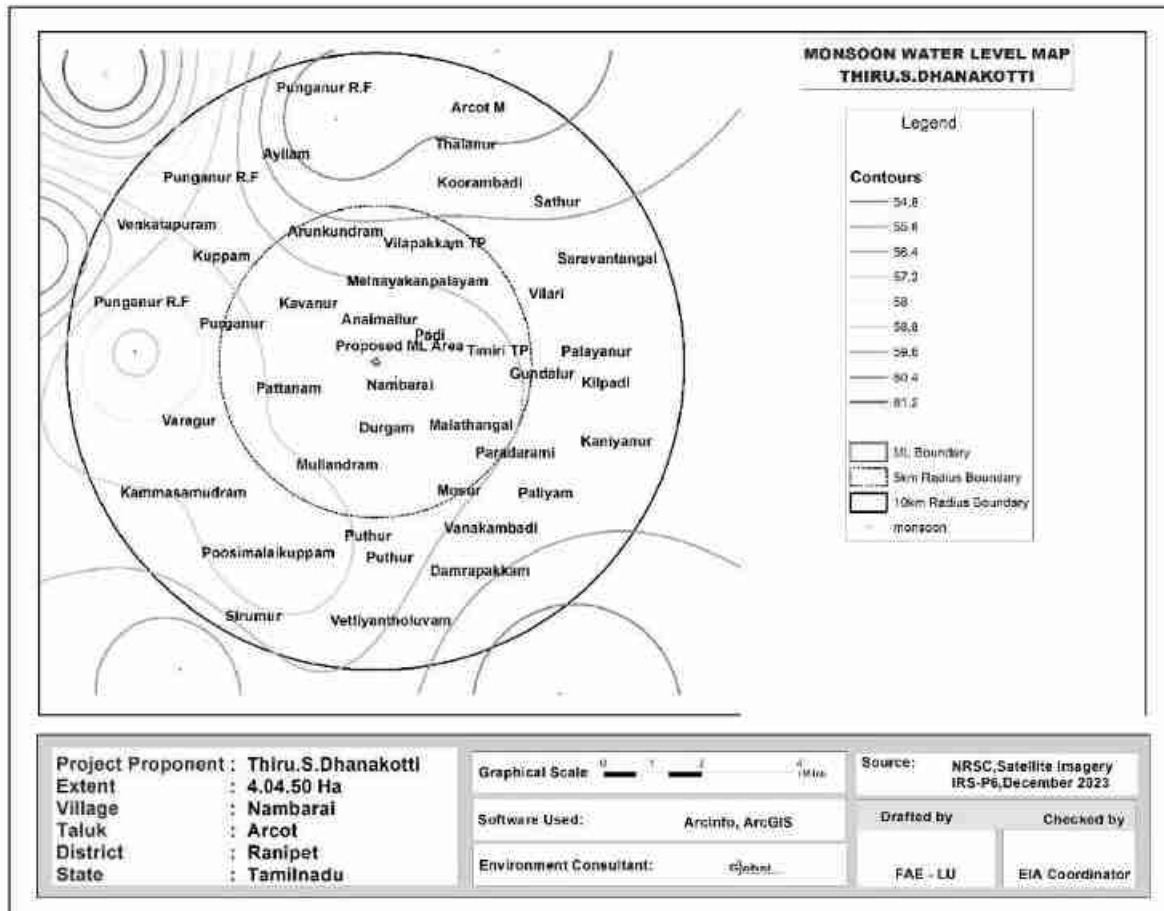 MONSOON WATER LEVEL MAP
THIRU.S.DHANAKOTTI
Legend
Contours
54.8
55.6
56.4
57.2
58
58.8
59.6
60.4
61.2
ML Boundary
5km Radius Boundary
10km Radius Boundary
monsoon
Punganur R.F
Arcot M
Thalanur
Ayilam
Punganur R.F
Koorambadi
Sathur
Venkatapuram
Arunkundram
Vilapakkam TP
Kuppam
Saravantangal
Melnayakanpalayam
Vilari
Punganur R.F
Kavanur
Purganur
Anaimallur
Padi
Proposed ML Area
Timiri TP
Palayanur
Gundalur
Kilpadi
Pattanam
Nambarai
Varagur
Durgam
Malathangal
Kaniyanur
Paradarami
Mullandram
Kammasamudram
Mosur
Paliyam
Vanakambadi
Puthur
Poosimalaikuppam
Puthur
Damrapakkam
Sirumur
Vettiyantholuvam
Project Proponent : Thiru.S.Dhanakotti
Extent : 4.04.50 Ha
Village : Nambarai
Taluk : Arcot
District : Ranipet
State : Tamilnadu
Graphical Scale 0 1 2 4
Software Used: Arcinfo, ArcGIS
Environment Consultant:
Source: NRSC,Satellite Imagery
IRS-P6,December 2023
Drafted by Checked by
FAE - LU EIA Coordinator